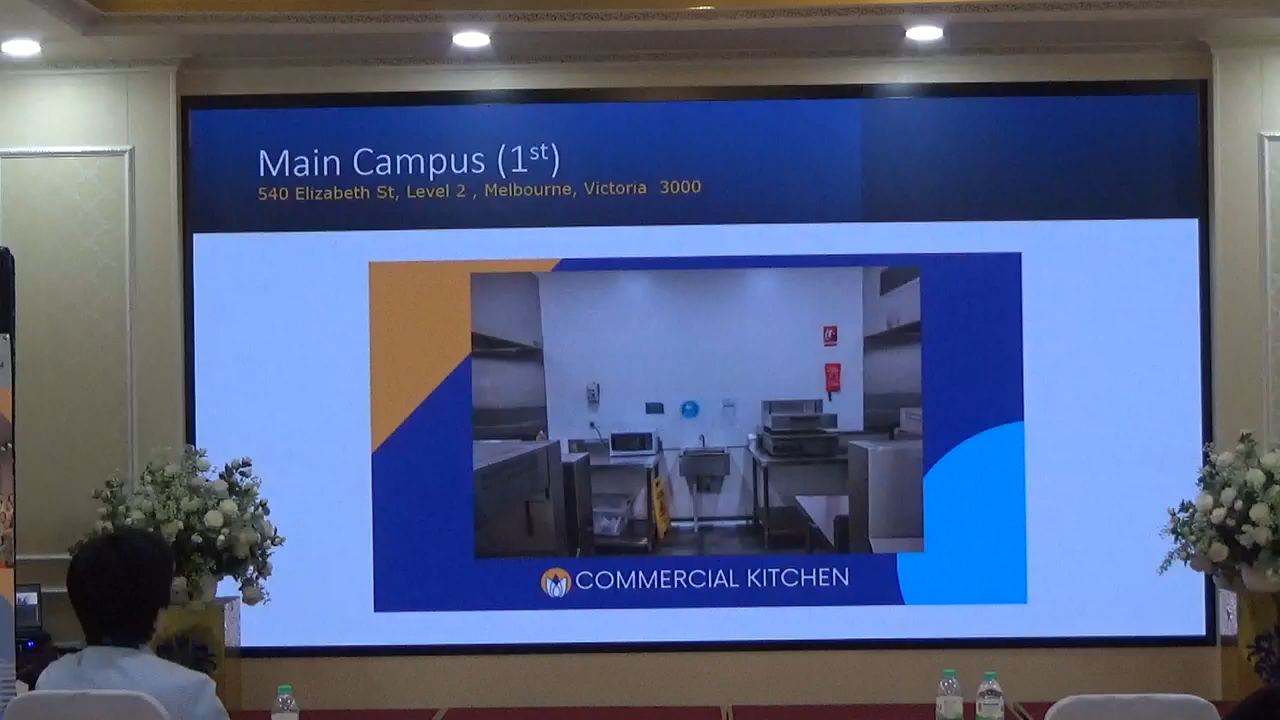 Main Campus (1st)
540 Elizabeth St, Level 2 , Melbourne, Victoria 3000
COMMERCIAL KITCHEN